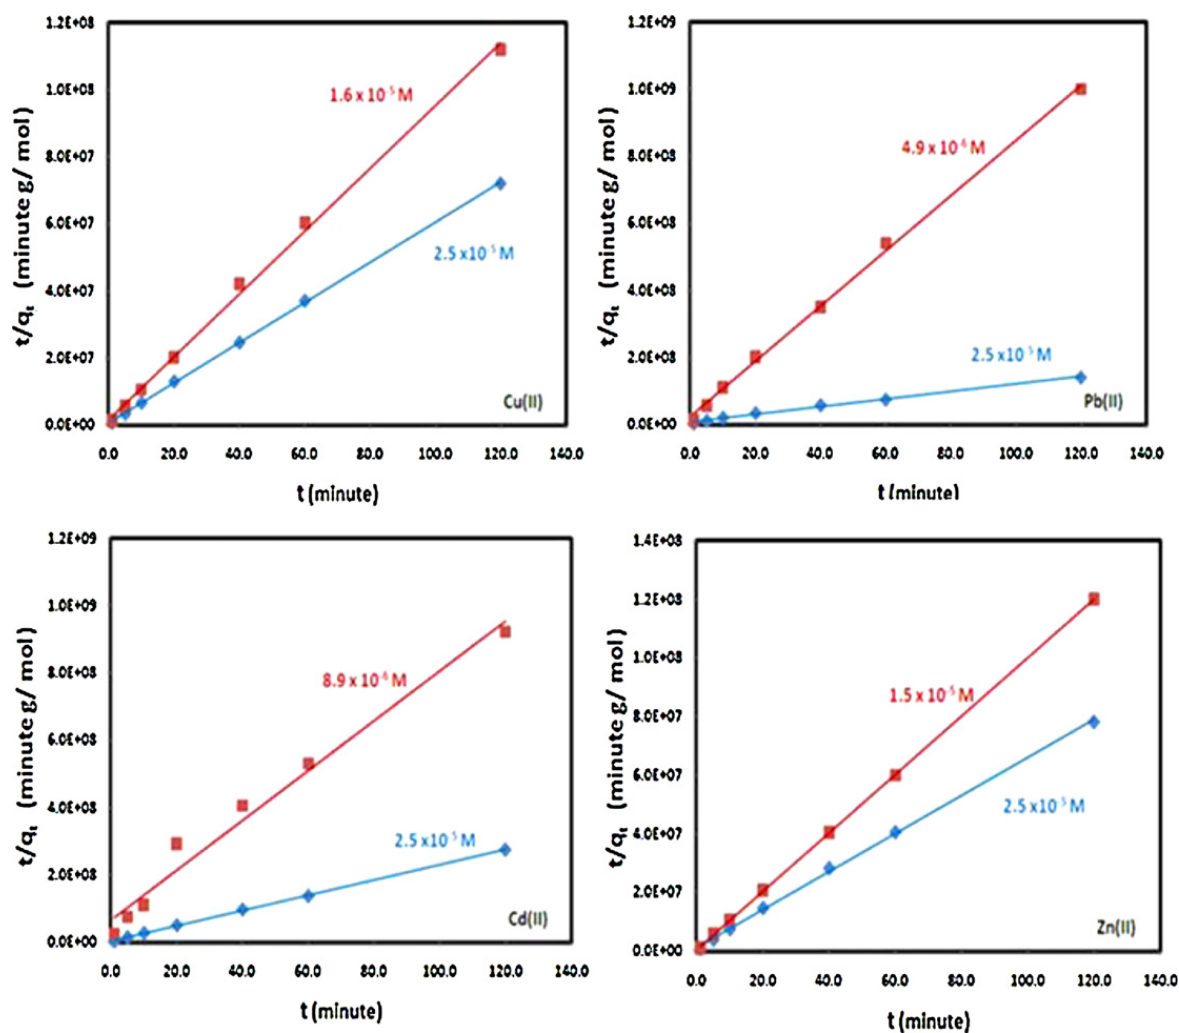 1.2E+08
1.0E+08
8.0E+07
6.0E+07
4.0E+07
2.0E+07
0.0E+00
t/qt (minute g/ mol)
1.6 x 10-5 M
2.5 x10-5 M
Cu(II)
0.0 20.0 40.0 60.0 80.0 100.0 120.0 140.0
t (minute)
1.2E+09
1.0E+09
8.0E+08
6.0E+08
4.0E+08
2.0E+08
0.0E+00
t/qt (minute g/ mol)
4.9 x 10-6 M
2.5 x10-5 M
Pb(II)
0.0 20.0 40.0 60.0 80.0 100.0 120.0 140.0
t (minute)
1.2E+09
1.0E+09
8.0E+08
6.0E+08
4.0E+08
2.0E+08
0.0E+00
t/qt (minute g/ mol)
8.9 x 10-6 M
2.5 x10-5 M
Cd(II)
0.0 20.0 40.0 60.0 80.0 100.0 120.0 140.0
t (minute)
1.4E+08
1.2E+08
1.0E+08
8.0E+07
6.0E+07
4.0E+07
2.0E+07
0.0E+00
t/qt (minute g/ mol)
1.5 x 10-5 M
2.5 x10-5 M
Zn(II)
0.0 20.0 40.0 60.0 80.0 100.0 120.0 140.0
t (minute)